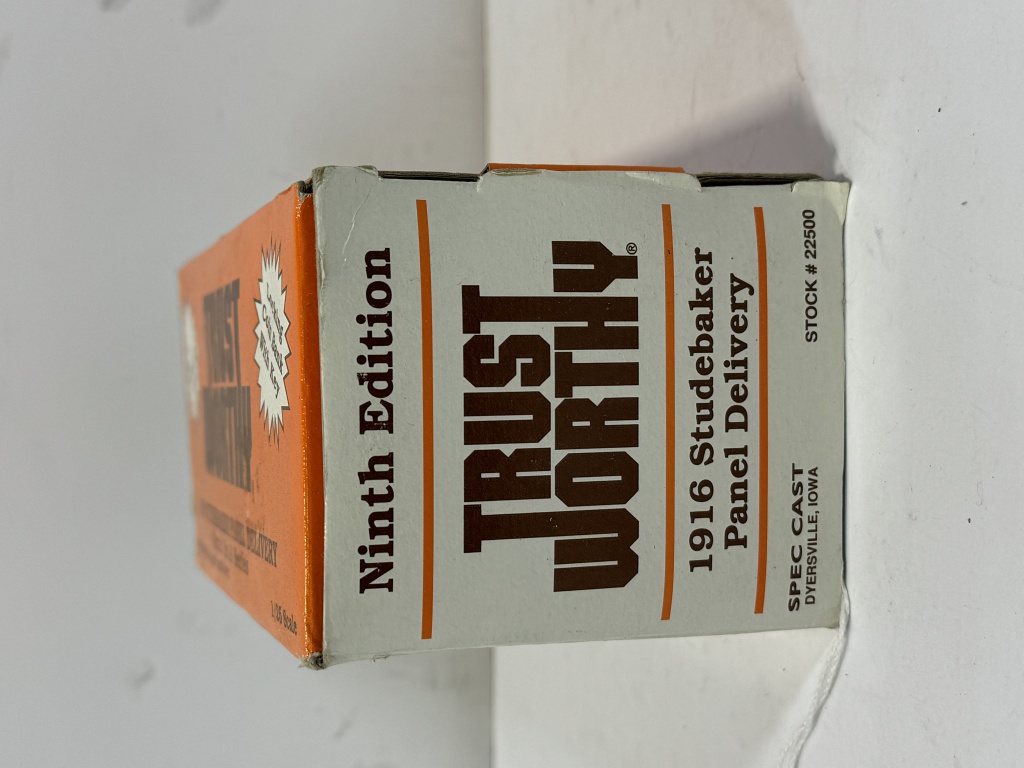 Ninth Edition
TRUST
WORTHY®
1916 Studebaker
Panel Delivery
SPEC CAST
DYERSVILLE, IOWA
STOCK # 22500
TRUST
WORTHY
DELIVERY
1/25 Scale